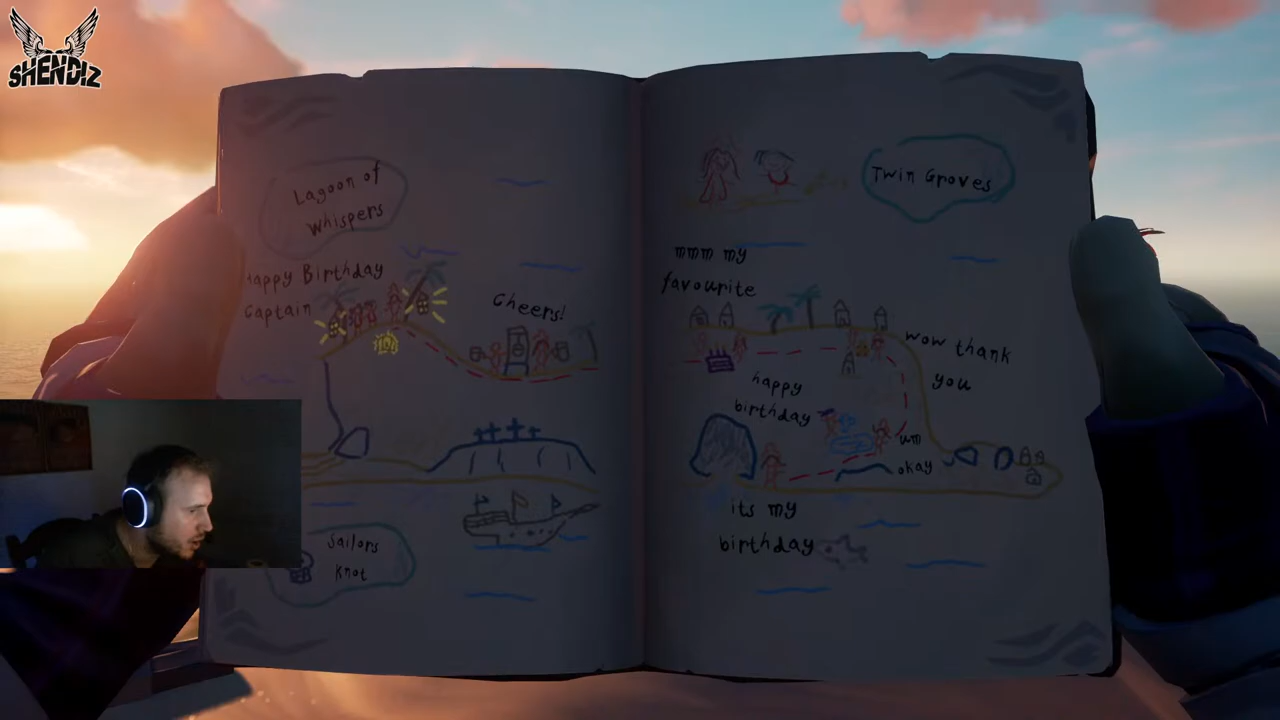 SHENDIZ
Lagoon of
Whispers
Happy Birthday
Captain
Cheers!
Sailors
Knot
Twin Groves
mmm my
favourite
wow thank
you
happy
birthday
um
okay
its my
birthday